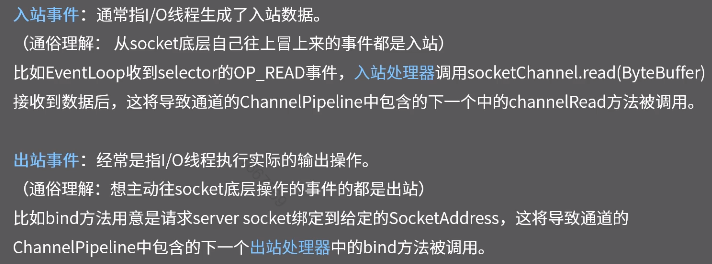 入站事件：通常指I/O线程生成了入站数据。
（通俗理解： 从socket底层自己往上冒上来的事件都是入站）
比如EventLoop收到selector的OP_READ事件，入站处理器调用socketChannel.read(ByteBuffer)
接收到数据后，这将导致通道的ChannelPipeline中包含的下一个中的channelRead方法被调用。
出站事件：经常是指I/O线程执行实际的输出操作。
（通俗理解：想主动往socket底层操作的事件的都是出站）
比如bind方法用意是请求server socket绑定到给定的SocketAddress，这将导致通道的
ChannelPipeline中包含的下一个出站处理器中的bind方法被调用。